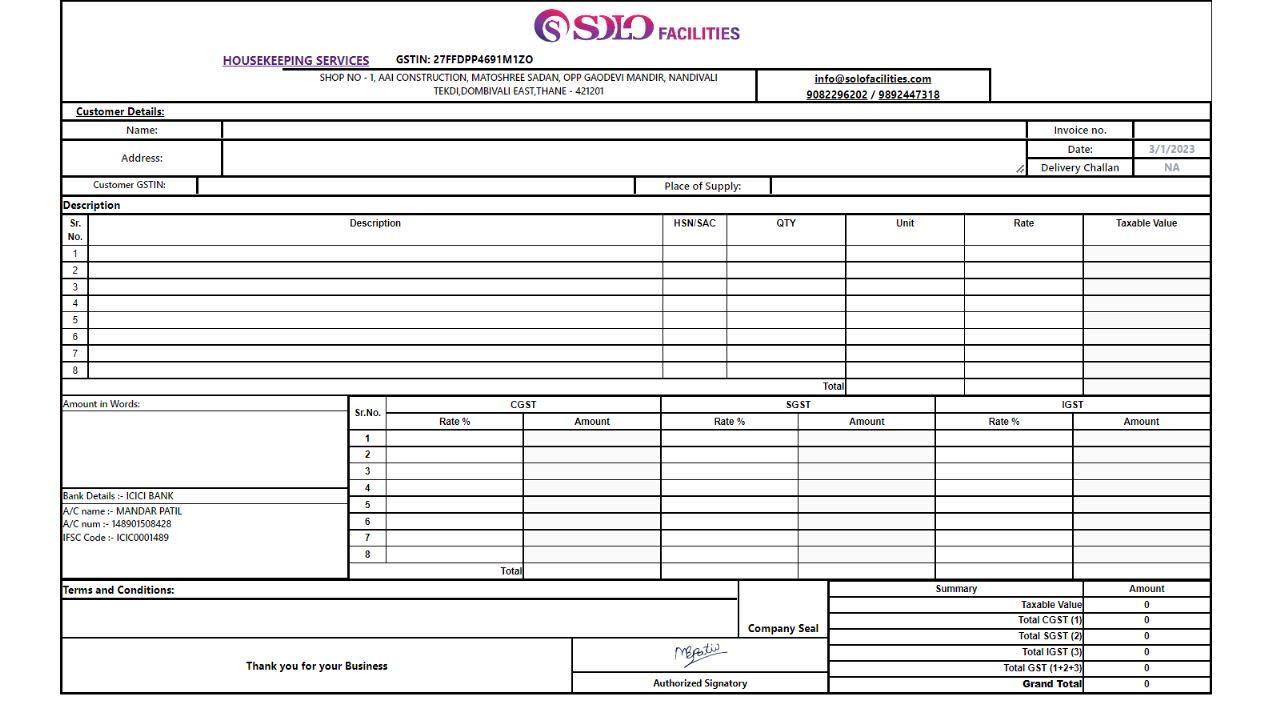 SOLO FACILITIES
HOUSEKEEPING SERVICES GSTIN: 27FFDPP4691M1ZO
SHOP NO - 1, AAI CONSTRUCTION, MATOSHREE SADAN, OPP GAODEVI MANDIR, NANDIVALI
TEKDI,DOMBIVALI EAST,THANE - 421201
info@solofacilities.com
9082296202 / 9892447318
Customer Details:
Name:
Invoice no.
Address:
Date: 3/1/2023
Delivery Challan NA
Customer GSTIN:
Place of Supply:
Description
Sr. No. Description HSN/SAC QTY Unit Rate Taxable Value
1
2
3
4
5
6
7
8
Total
Amount in Words:
Bank Details :- ICICI BANK
A/C name :- MANDAR PATIL
A/C num :- 148901508428
IFSC Code :- ICIC0001489
Sr.No. CGST SGST IGST
Rate % Amount Rate % Amount Rate % Amount
1
2
3
4
5
6
7
8
Total
Terms and Conditions:
Company Seal
Thank you for your Business
Authorized Signatory
Summary Amount
Taxable Value 0
Total CGST (1) 0
Total SGST (2) 0
Total IGST (3) 0
Total GST (1+2+3) 0
Grand Total 0